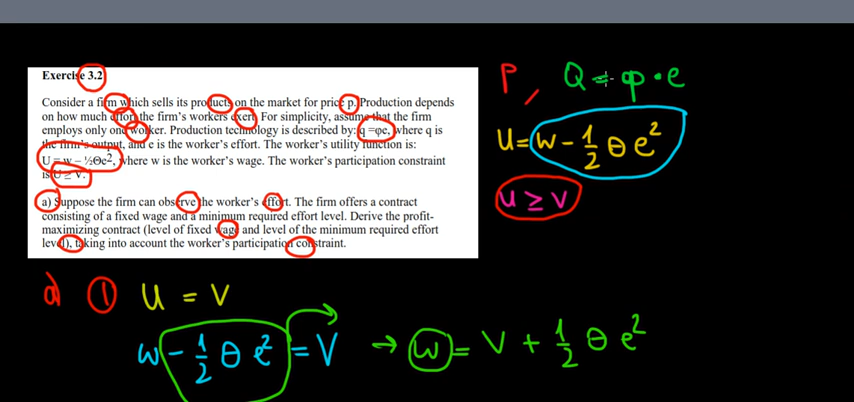 Exercise 3.2
Consider a firm which sells its products on the market for price p. Production depends
on how much effort the firm's workers exert. For simplicity, assume that the firm
employs only one worker. Production technology is described by: q =φe, where q is
the firm's output, and e is the worker's effort. The worker's utility function is:
U = w – ½Θe², where w is the worker's wage. The worker's participation constraint
is U ≥ V.
a) Suppose the firm can observe the worker's effort. The firm offers a contract
consisting of a fixed wage and a minimum required effort level. Derive the profit-
maximizing contract (level of fixed wage and level of the minimum required effort
level), taking into account the worker's participation constraint.
P, Q = φ·e
U = w - 1/2 θ e²
U ≥ V
a) ① U = V
w - 1/2 θ e² = V → w = V + 1/2 θ e²